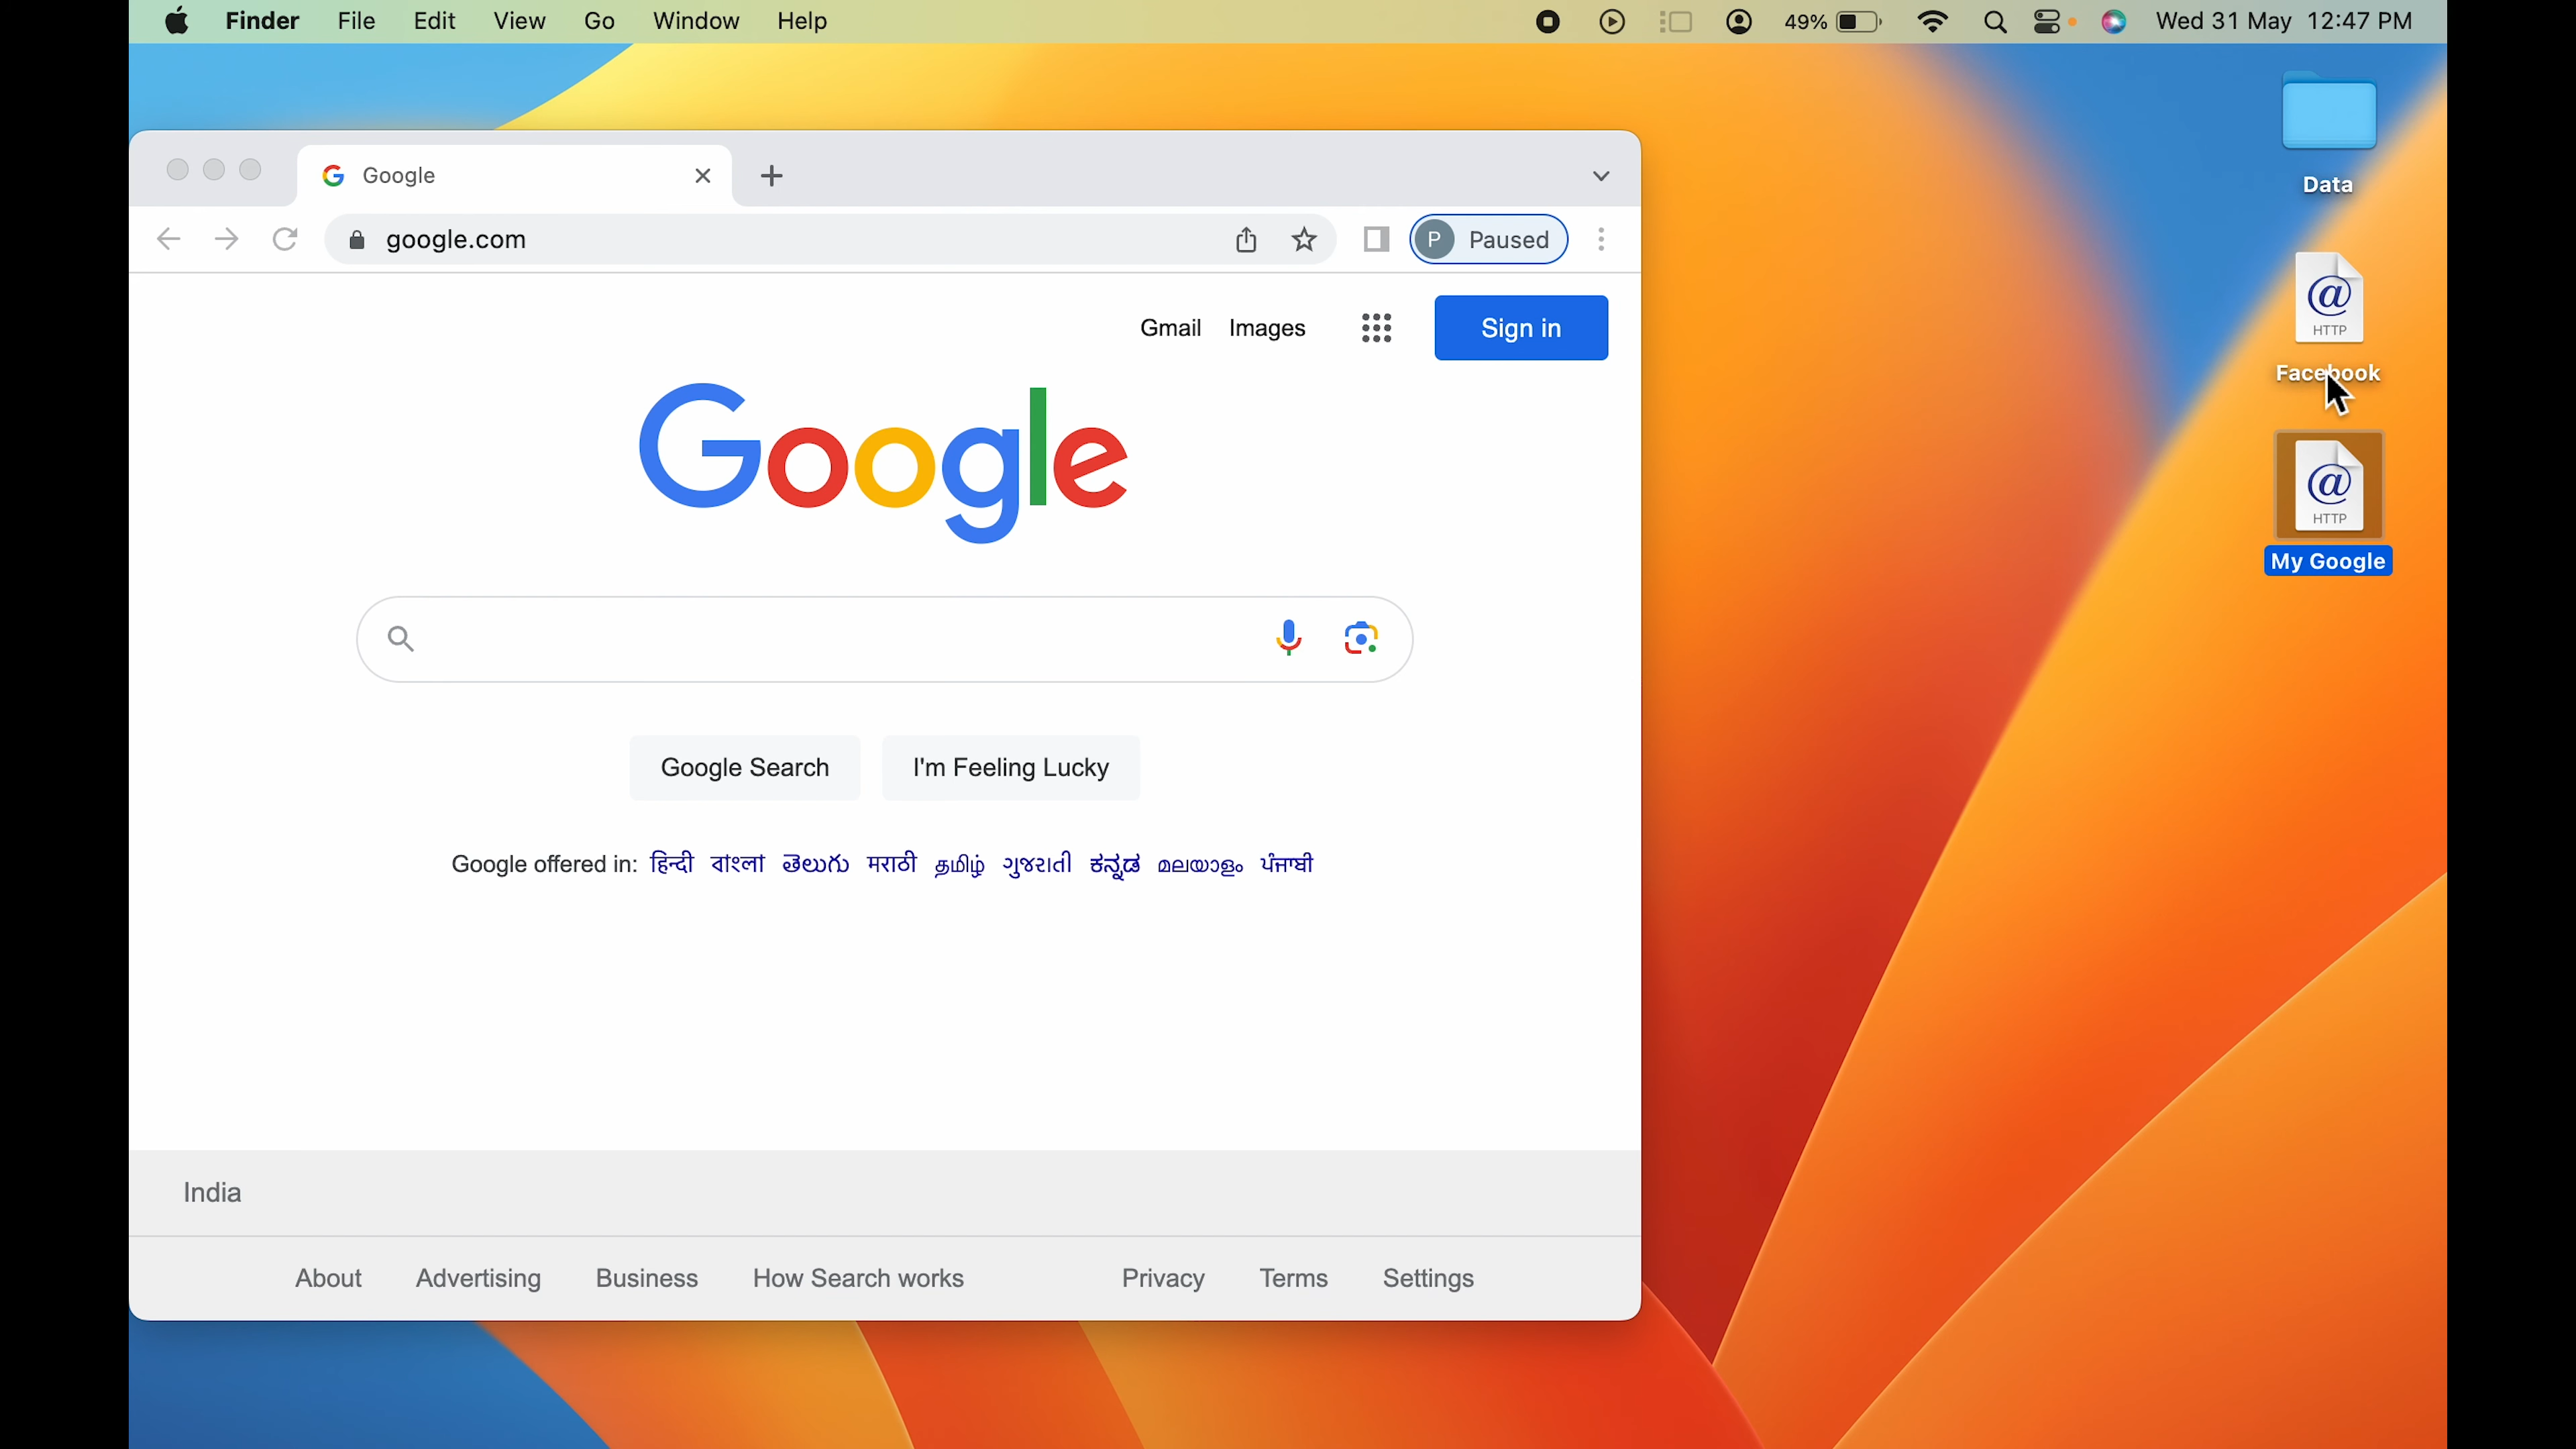 Finder File Edit View Go Window Help 49% Wed 31 May 12:47 PM
Data
Google
google.com P Paused
@
HTTP
Gmail Images Sign in
Facebook
Google
@
HTTP
My Google
Google Search I'm Feeling Lucky
Google offered in: हिन्दी বাংলা తెలుగు मराठी தமிழ் ગુજરાતી ಕನ್ನಡ മലയാളം ਪੰਜਾਬੀ
India
About Advertising Business How Search works Privacy Terms Settings